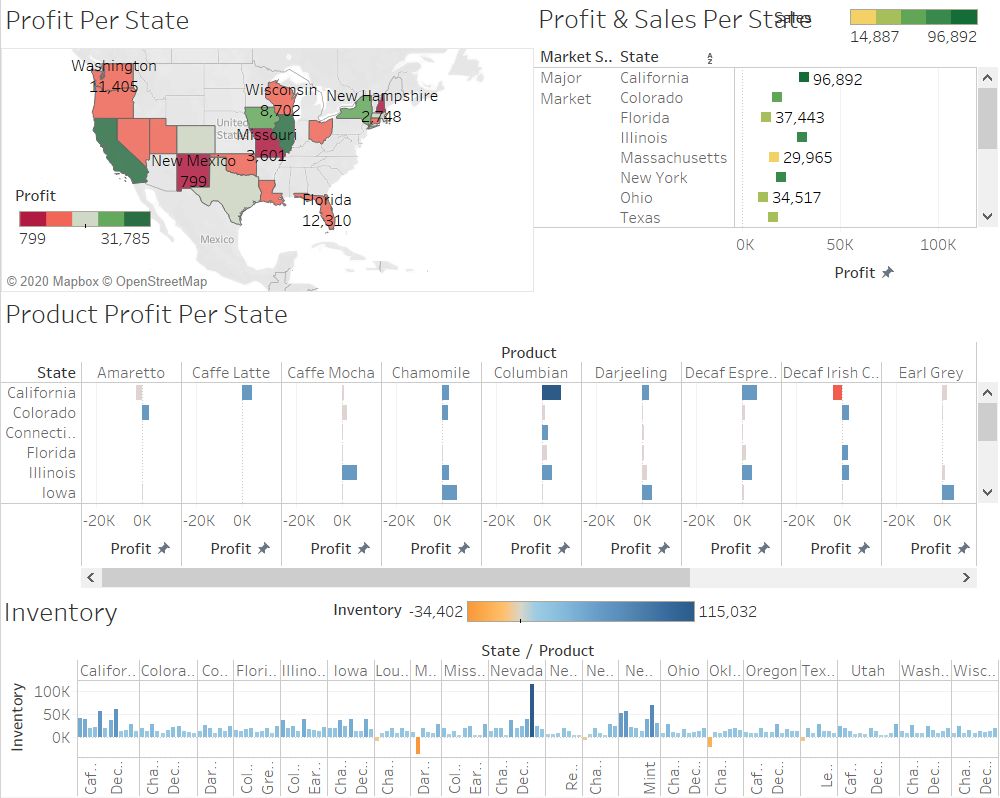 Profit Per State
Washington
11,405
Wisconsin
8,702
New Hampshire
2,748
United
States
Missouri
3,601
New Mexico
799
Florida
12,310
Mexico
Profit
799 31,785
© 2020 Mapbox © OpenStreetMap
Profit & Sales Per State
Sales
14,887 96,892
Market S.. State
Major Market
California 96,892
Colorado
Florida 37,443
Illinois
Massachusetts 29,965
New York
Ohio 34,517
Texas
0K 50K 100K
Profit
Product Profit Per State
Product
State Amaretto Caffe Latte Caffe Mocha Chamomile Columbian Darjeeling Decaf Espre.. Decaf Irish C.. Earl Grey
California
Colorado
Connecti..
Florida
Illinois
Iowa
-20K 0K -20K 0K -20K 0K -20K 0K -20K 0K -20K 0K -20K 0K -20K 0K -20K 0K
Profit Profit Profit Profit Profit Profit Profit Profit Profit
Inventory
Inventory -34,402 115,032
State / Product
Califor.. Colora.. Co.. Flori.. Illino.. Iowa Lou.. M.. Miss.. Nevada Ne.. Ne.. Ne.. Ohio Okl.. Oregon Tex.. Utah Wash.. Wisc..
Inventory
100K
50K
0K
Caf.. Dec.. Cha.. Dec.. Dar.. Col.. Gre.. Col.. Ear.. Cha.. Dec.. Cha.. Dar.. Col.. Ear.. Cha.. Dec.. Re.. Cha.. Mint Cha.. Dec.. Cha.. Caf.. Dec.. Le.. Caf.. Dec.. Cha.. Dec.. Cha.. Dec..